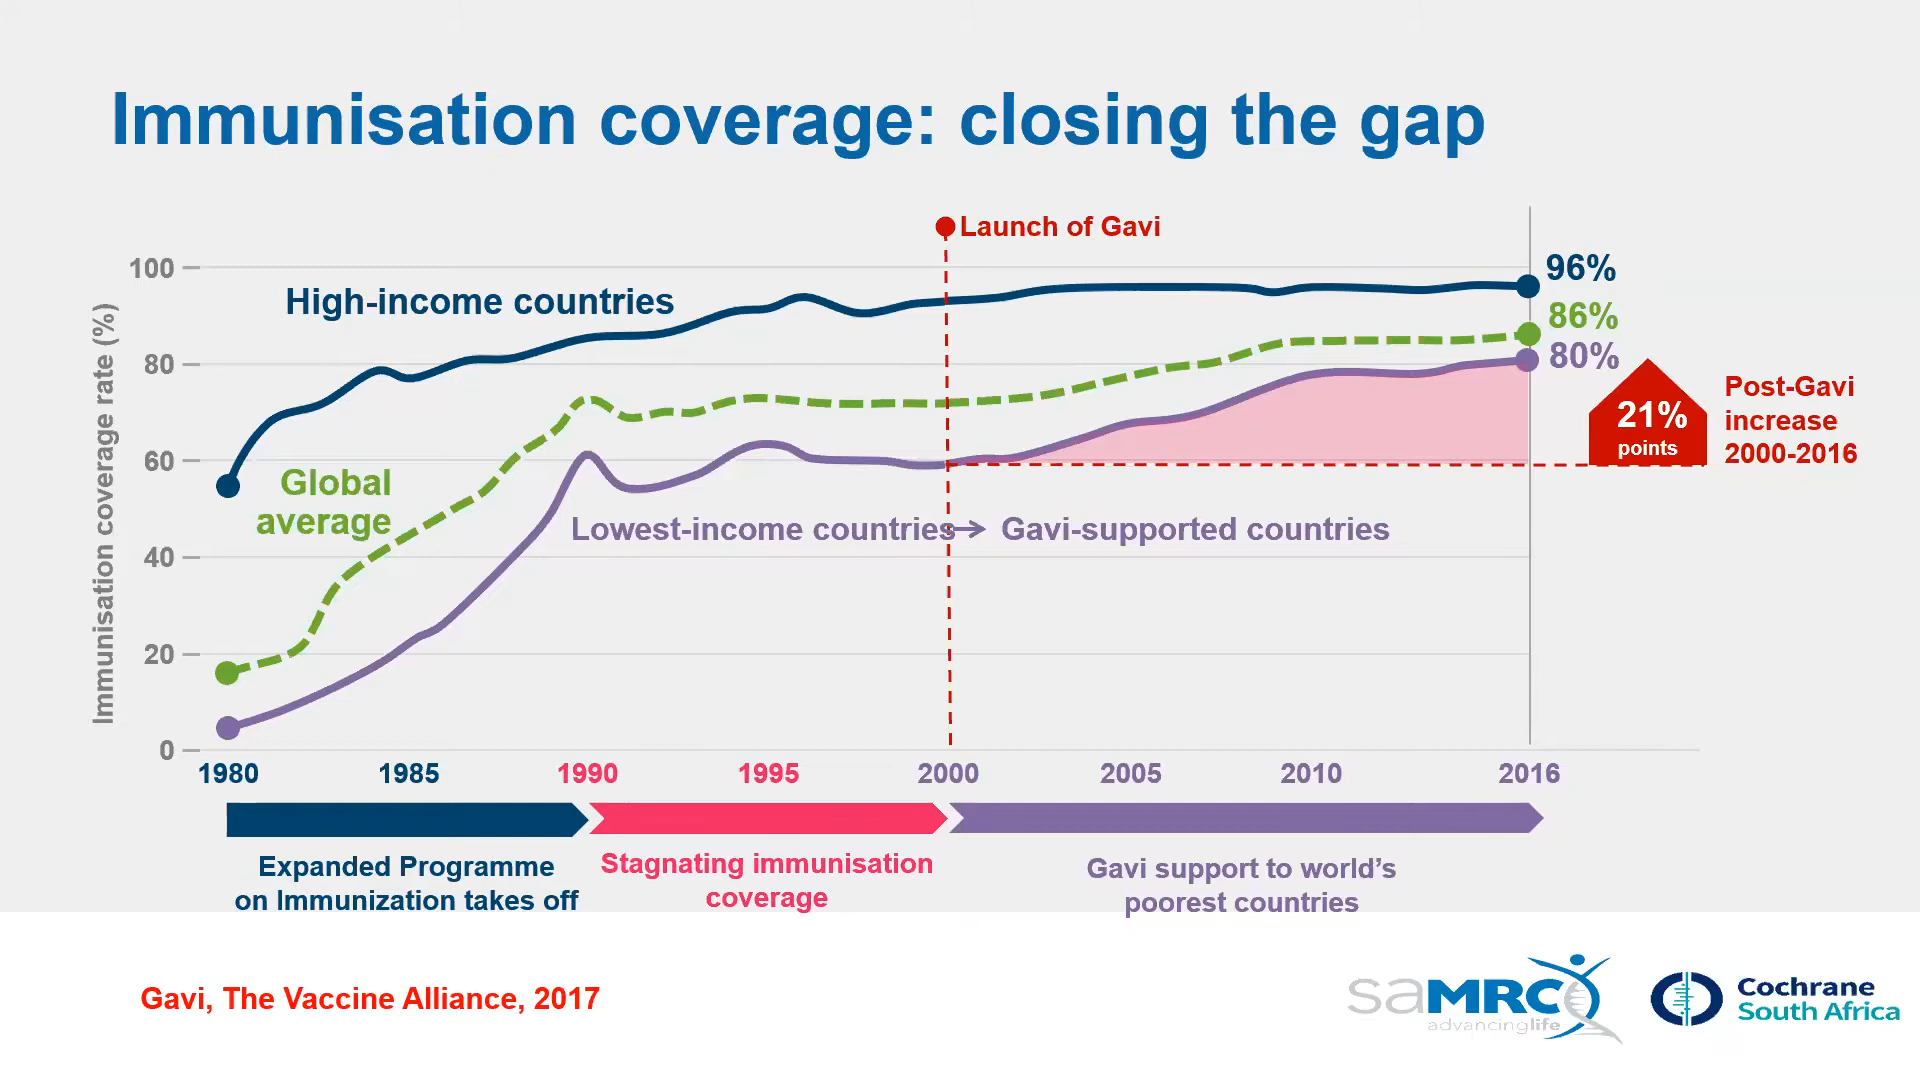 Immunisation coverage: closing the gap
Launch of Gavi
Immunisation coverage rate (%)
100
80
60
40
20
0
High-income countries
Global
average
Lowest-income countries → Gavi-supported countries
96%
86%
80%
21%
points
Post-Gavi
increase
2000-2016
1980 1985 1990 1995 2000 2005 2010 2016
Expanded Programme
on Immunization takes off
Stagnating immunisation
coverage
Gavi support to world’s
poorest countries
Gavi, The Vaccine Alliance, 2017
saMRC
advancinglife
Cochrane
South Africa